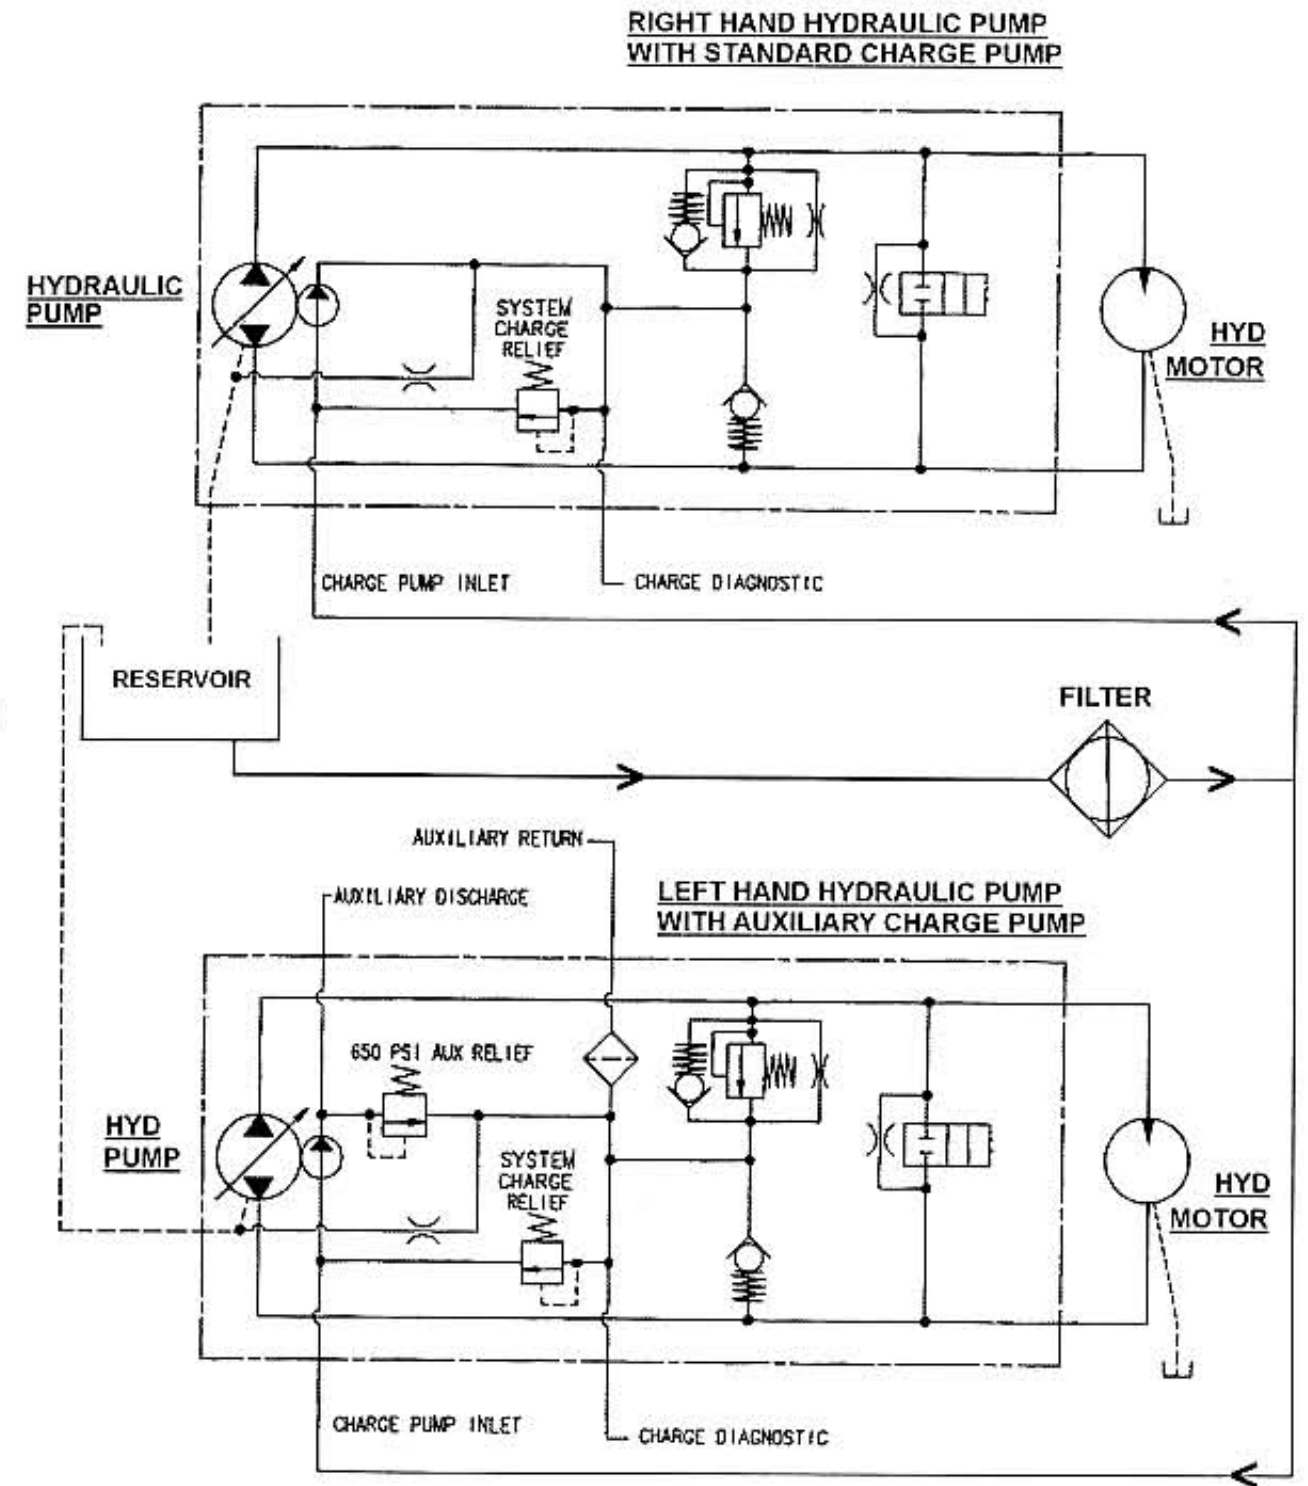 RIGHT HAND HYDRAULIC PUMP
WITH STANDARD CHARGE PUMP
HYDRAULIC
PUMP
SYSTEM
CHARGE
RELIEF
HYD
MOTOR
CHARGE PUMP INLET
CHARGE DIAGNOSTIC
RESERVOIR
FILTER
AUXILIARY RETURN
AUXILIARY DISCHARGE
LEFT HAND HYDRAULIC PUMP
WITH AUXILIARY CHARGE PUMP
650 PSI AUX RELIEF
HYD
PUMP
SYSTEM
CHARGE
RELIEF
HYD
MOTOR
CHARGE PUMP INLET
CHARGE DIAGNOSTIC